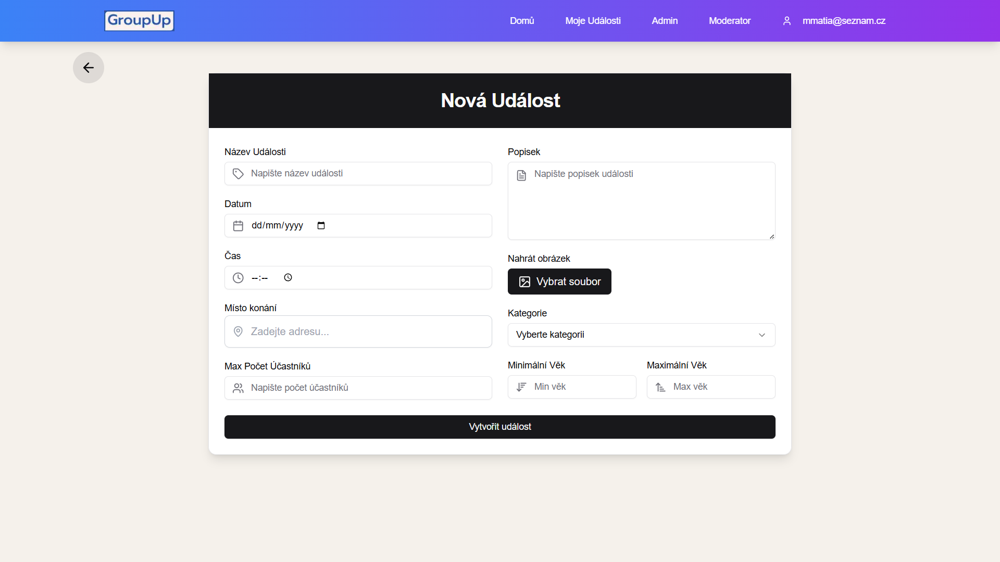 GroupUp
Domů
Moje Události
Admin
Moderator
mmatia@seznam.cz
Nová Událost
Název Události
Napište název události
Datum
dd/mm/yyyy
Čas
--:--
Místo konání
Zadejte adresu...
Max Počet Účastníků
Napište počet účastníků
Popisek
Napište popisek události
Nahrát obrázek
Vybrat soubor
Kategorie
Vyberte kategorii
Minimální Věk
Min věk
Maximální Věk
Max věk
Vytvořit událost